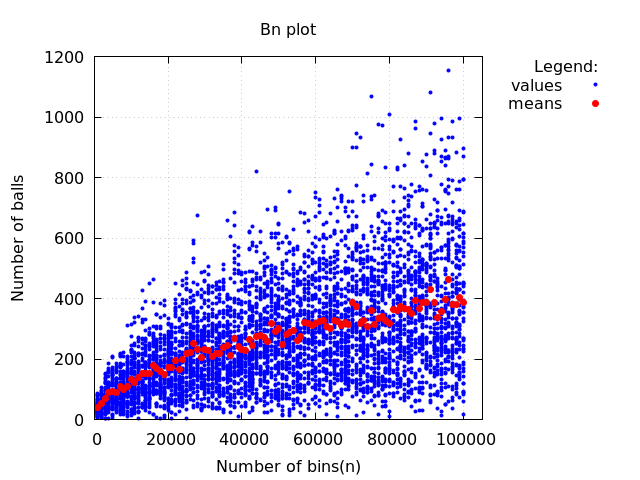 Bn plot
Legend:
values
means
Number of balls
1200
1000
800
600
400
200
0
0 20000 40000 60000 80000 100000
Number of bins(n)